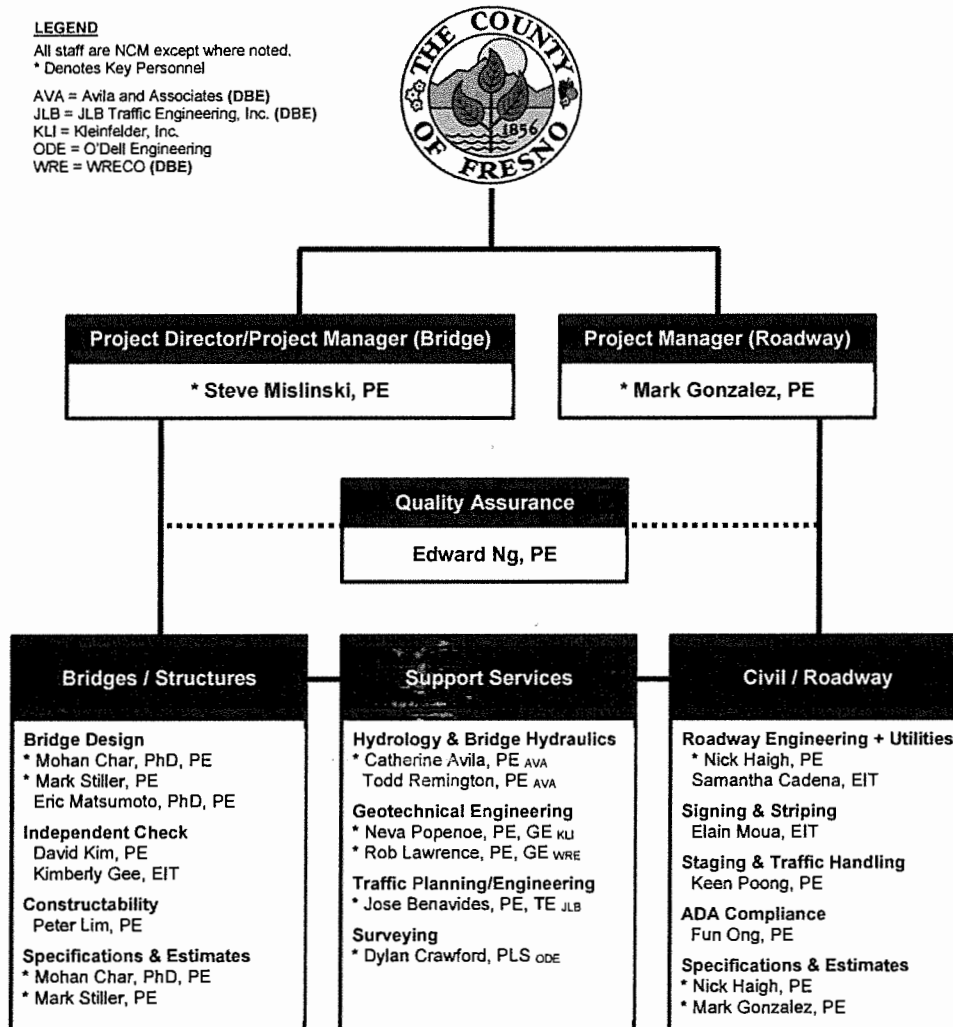 LEGEND
All staff are NCM except where noted.
* Denotes Key Personnel
AVA = Avila and Associates (DBE)
JLB = JLB Traffic Engineering, Inc. (DBE)
KLI = Kleinfelder, Inc.
ODE = O'Dell Engineering
WRE = WRECO (DBE)
THE COUNTY
1856
OF FRESNO
Project Director/Project Manager (Bridge)
* Steve Mislinski, PE
Project Manager (Roadway)
* Mark Gonzalez, PE
Quality Assurance
Edward Ng, PE
Bridges / Structures
Bridge Design
* Mohan Char, PhD, PE
* Mark Stiller, PE
Eric Matsumoto, PhD, PE
Independent Check
David Kim, PE
Kimberly Gee, EIT
Constructability
Peter Lim, PE
Specifications & Estimates
* Mohan Char, PhD, PE
* Mark Stiller, PE
Support Services
Hydrology & Bridge Hydraulics
* Catherine Avila, PE AVA
Todd Remington, PE AVA
Geotechnical Engineering
* Neva Popenoe, PE, GE KLI
* Rob Lawrence, PE, GE WRE
Traffic Planning/Engineering
* Jose Benavides, PE, TE JLB
Surveying
* Dylan Crawford, PLS ODE
Civil / Roadway
Roadway Engineering + Utilities
* Nick Haigh, PE
Samantha Cadena, EIT
Signing & Striping
Elain Moua, EIT
Staging & Traffic Handling
Keen Poong, PE
ADA Compliance
Fun Ong, PE
Specifications & Estimates
* Nick Haigh, PE
* Mark Gonzalez, PE